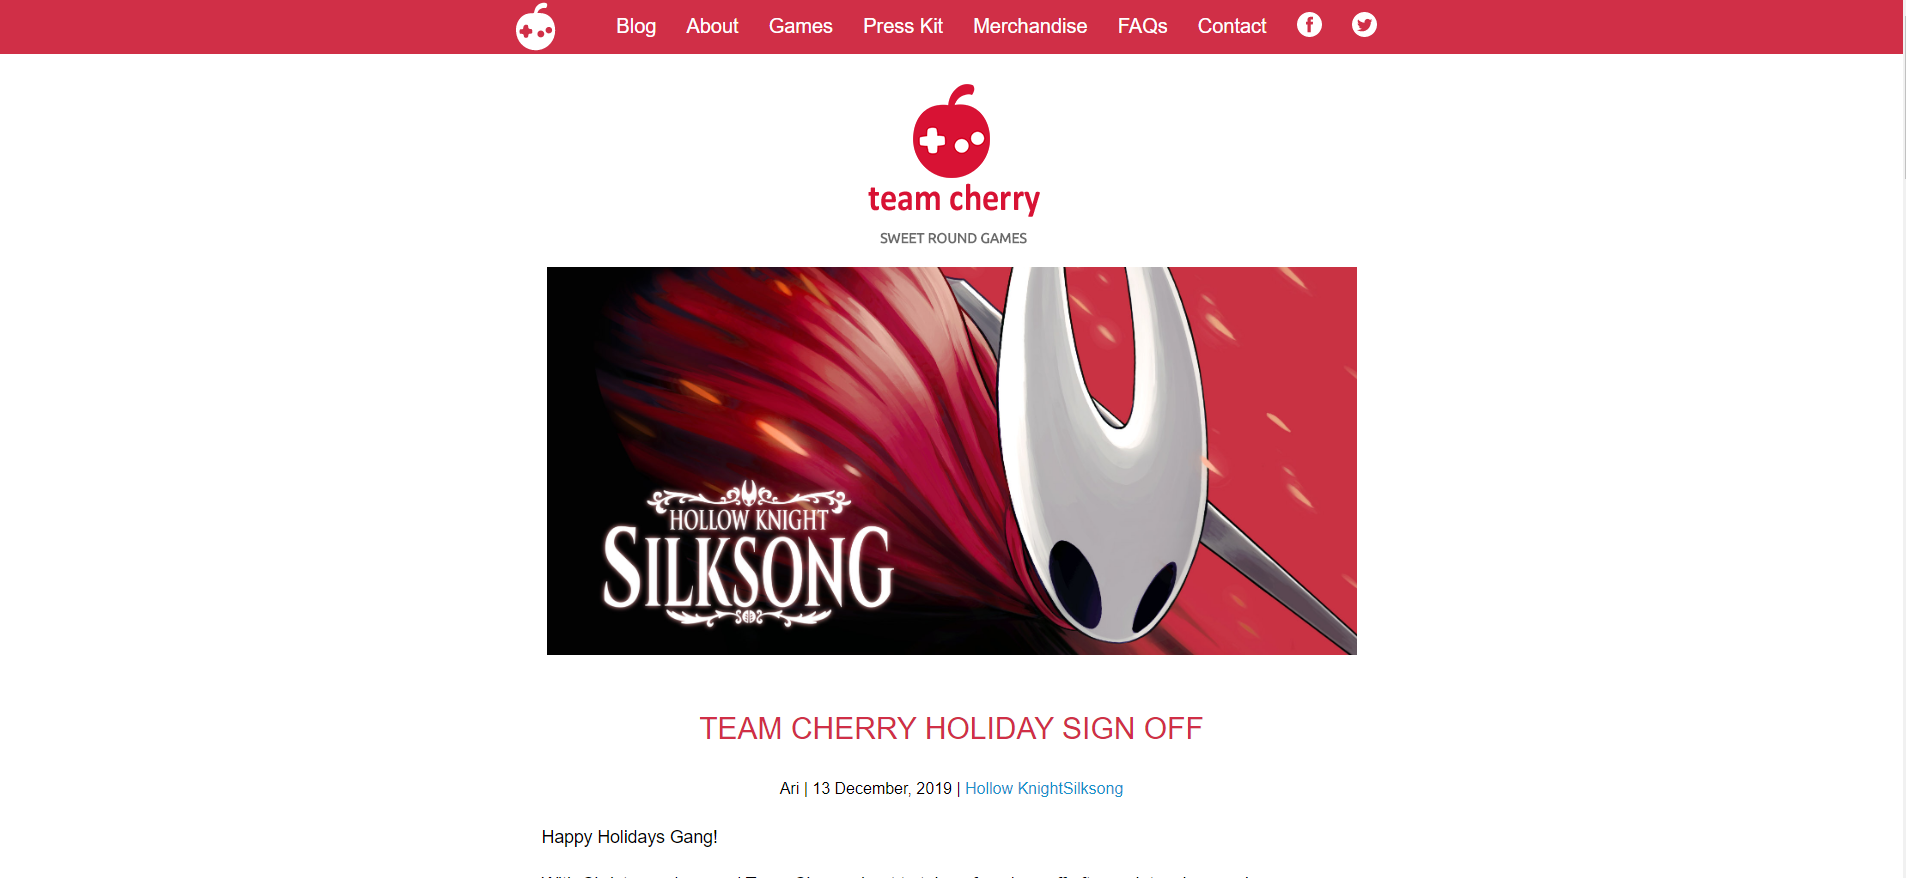 Blog About Games Press Kit Merchandise FAQs Contact
team cherry
SWEET ROUND GAMES
HOLLOW KNIGHT
SILKSONG
TEAM CHERRY HOLIDAY SIGN OFF
Ari | 13 December, 2019 | Hollow KnightSilksong
Happy Holidays Gang!